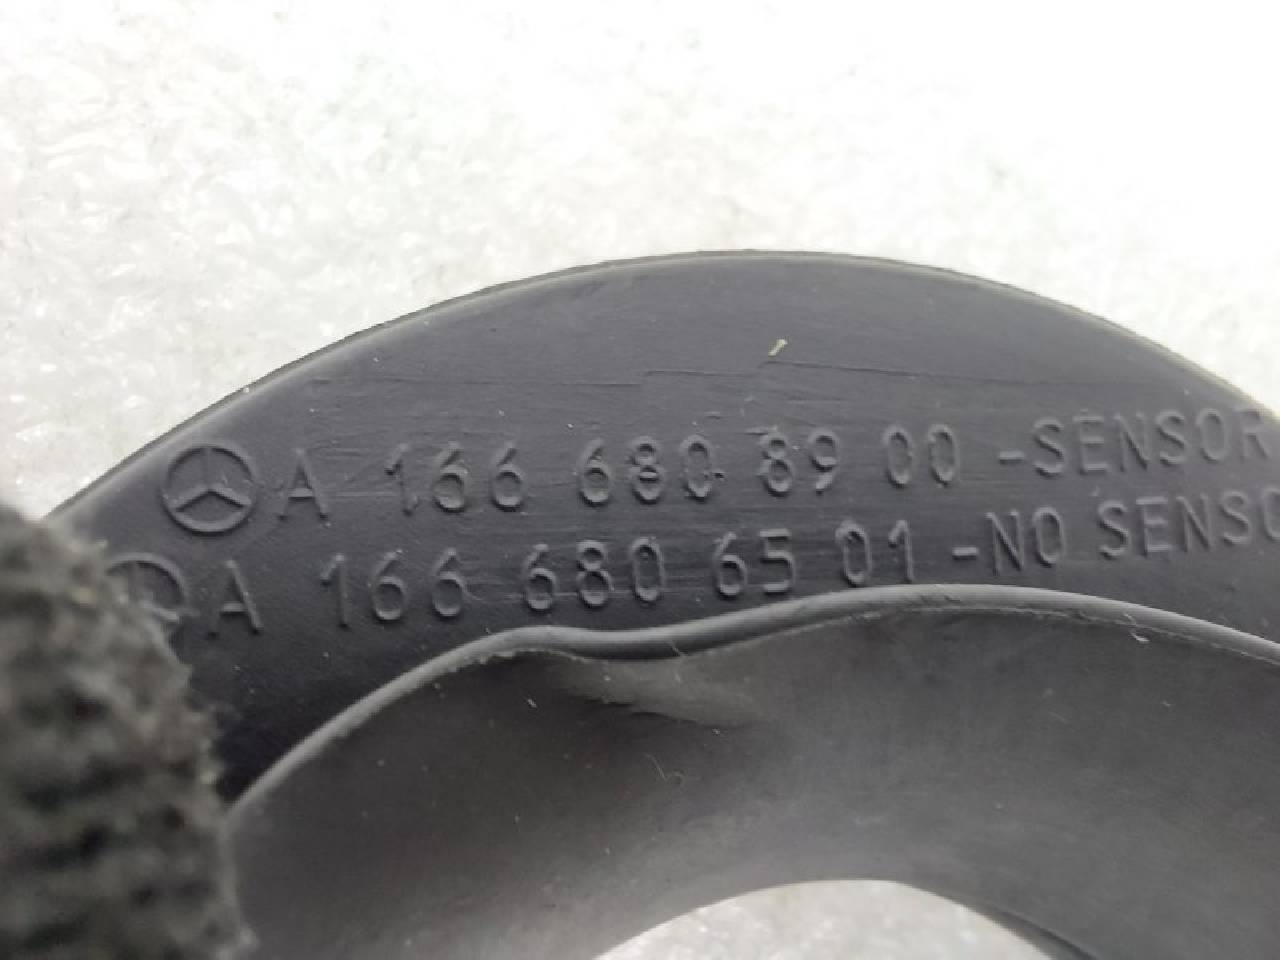 A 166 680 89 00 -SENSOR
A 166 680 65 01 -NO SENSO